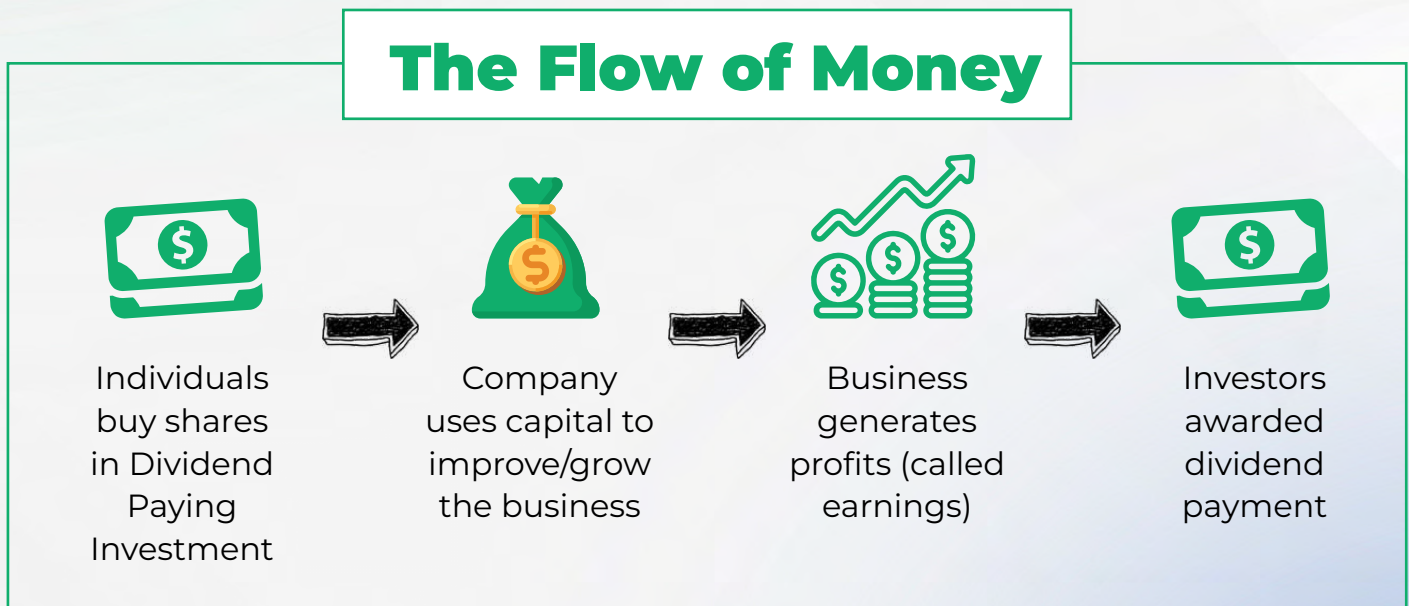 The Flow of Money
Individuals
buy shares
in Dividend
Paying
Investment
Company
uses capital to
improve/grow
the business
Business
generates
profits (called
earnings)
Investors
awarded
dividend
payment